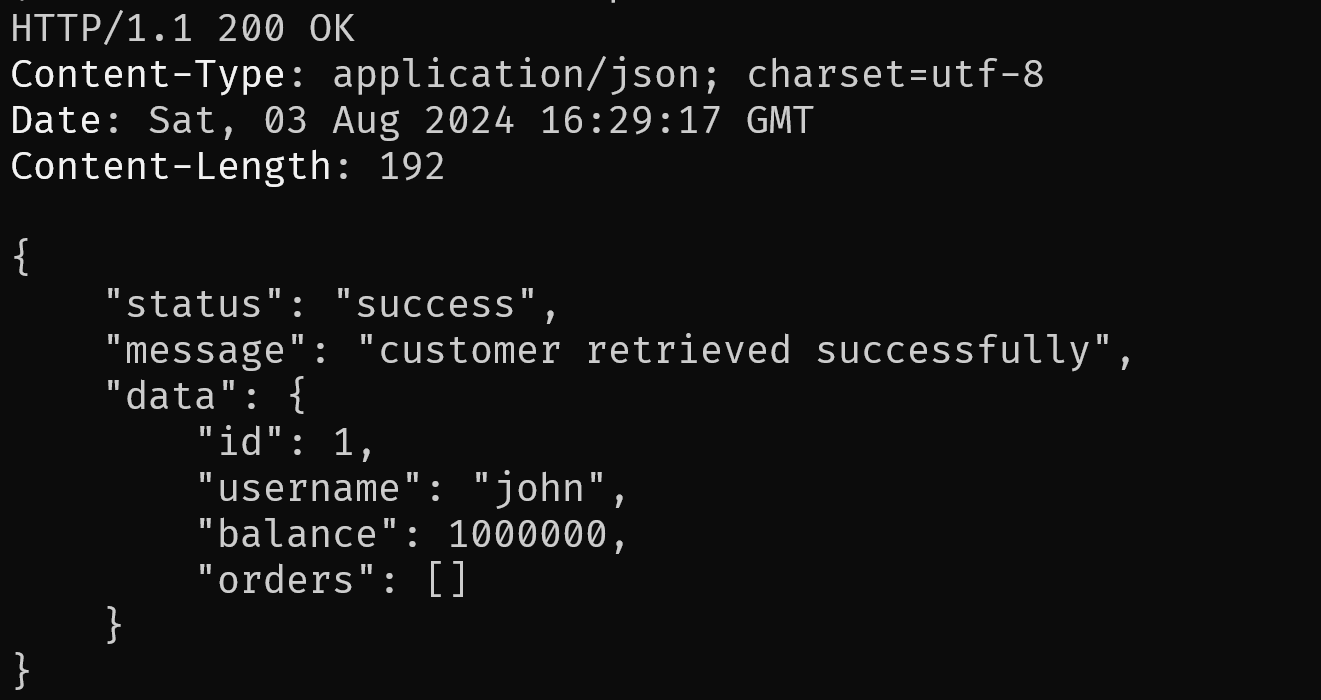 HTTP/1.1 200 OK
Content-Type: application/json; charset=utf-8
Date: Sat, 03 Aug 2024 16:29:17 GMT
Content-Length: 192

{
    "status": "success",
    "message": "customer retrieved successfully",
    "data": {
        "id": 1,
        "username": "john",
        "balance": 1000000,
        "orders": []
    }
}